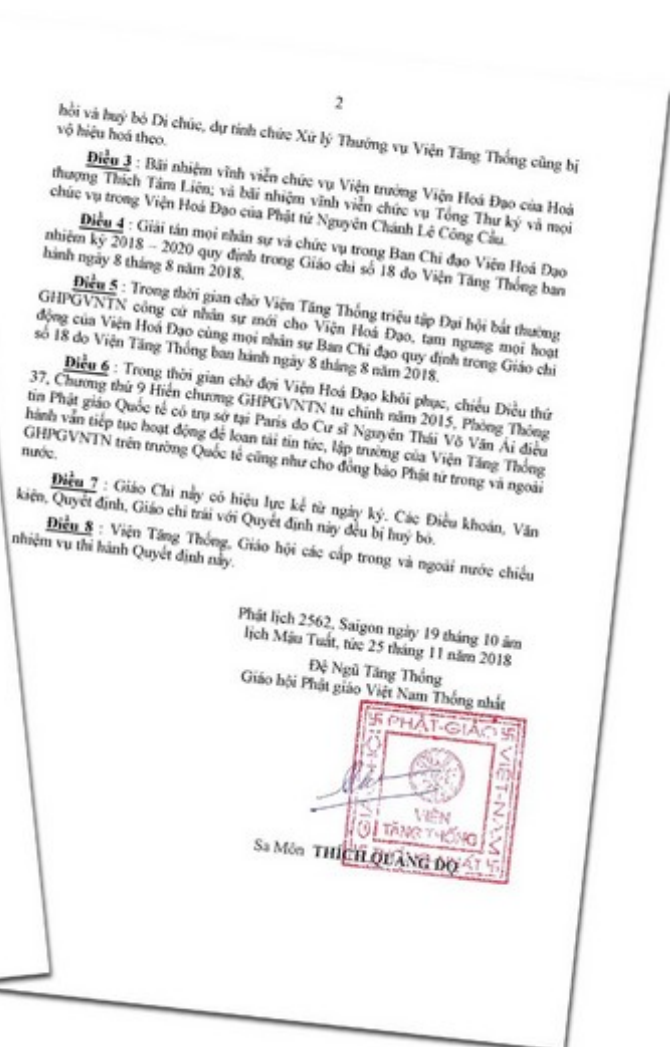 2
hồi và huỷ bỏ Di chúc, dự tính chức Xử lý Thường vụ Viện Tăng Thống cũng bị
vô hiệu hoá theo.
Điều 3 : Bãi nhiệm vĩnh viễn chức vụ Viện trưởng Viện Hoá Đạo của Hoà
thượng Thích Tâm Liên; và bãi nhiệm vĩnh viễn chức vụ Tổng Thư ký và mọi
chức vụ trong Viện Hoá Đạo của Phật tử Nguyên Chánh Lê Công Cầu.
Điều 4 : Giải tán mọi nhân sự và chức vụ trong Ban Chỉ đạo Viện Hoá Đạo
nhiệm kỳ 2018 – 2020 quy định trong Giáo chỉ số 18 do Viện Tăng Thống ban
hành ngày 8 tháng 8 năm 2018.
Điều 5 : Trong thời gian chờ Viện Tăng Thống triệu tập Đại hội bất thường
GHPGVNTN công cử nhân sự mới cho Viện Hoá Đạo, tạm ngưng mọi hoạt
động của Viện Hoá Đạo cùng mọi nhân sự Ban Chỉ đạo quy định trong Giáo chỉ
số 18 do Viện Tăng Thống ban hành ngày 8 tháng 8 năm 2018.
Điều 6 : Trong thời gian chờ đợi Viện Hoá Đạo khôi phục, chiếu Điều thứ
37, Chương thứ 9 Hiến chương GHPGVNTN tu chính năm 2015, Phòng Thông
tin Phật giáo Quốc tế có trụ sở tại Paris do Cư sĩ Nguyên Thái Võ Văn Ái điều
hành vẫn tiếp tục hoạt động để loan tải tin tức, lập trường của Viện Tăng Thống
GHPGVNTN trên trường Quốc tế cũng như cho đồng bào Phật tử trong và ngoài
nước.
Điều 7 : Giáo Chỉ nầy có hiệu lực kể từ ngày ký. Các Điều khoản, Văn
kiện, Quyết định, Giáo chỉ trái với Quyết định này đều bị huỷ bỏ.
Điều 8 : Viện Tăng Thống, Giáo hội các cấp trong và ngoài nước chiếu
nhiệm vụ thi hành Quyết định nầy.
Phật lịch 2562, Saigon ngày 19 tháng 10 âm
lịch Mậu Tuất, tức 25 tháng 11 năm 2018
Đệ Ngũ Tăng Thống
Giáo hội Phật giáo Việt Nam Thống nhất
PHẬT-GIÁO
VIỆT-NAM
VIỆN
TĂNG THỐNG
Sa Môn THÍCH QUẢNG ĐỘ